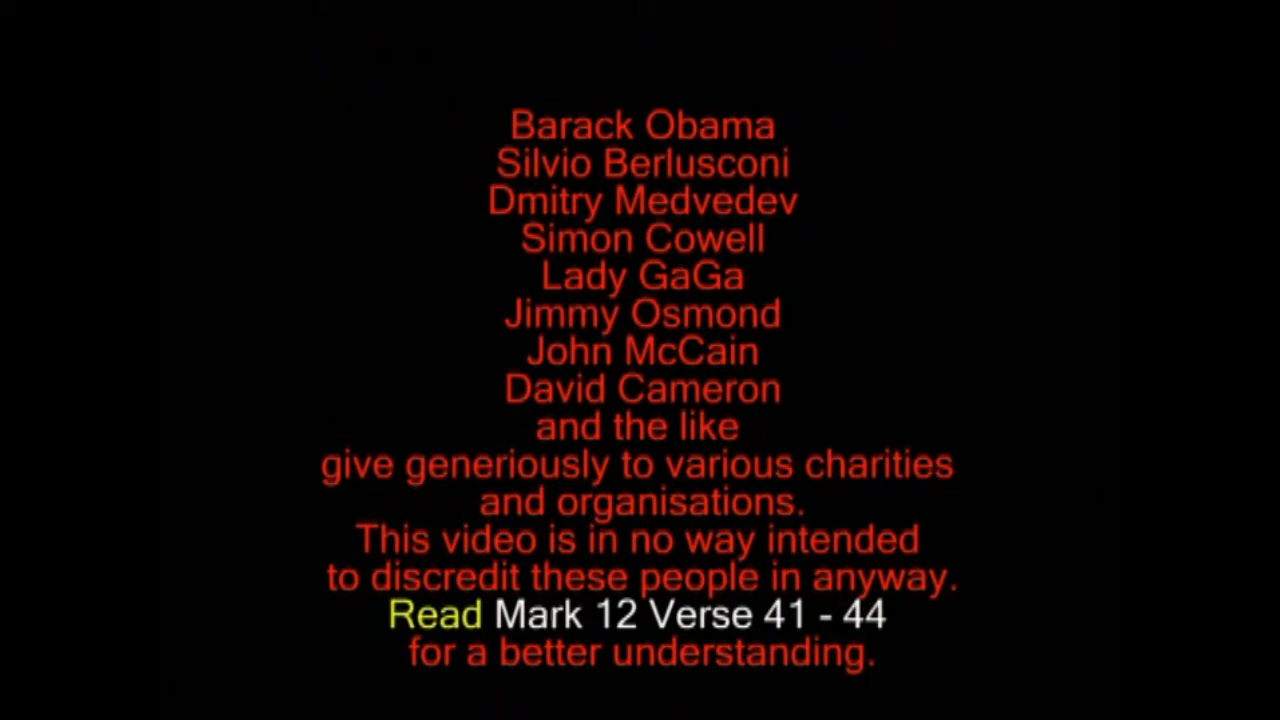 Barack Obama
Silvio Berlusconi
Dmitry Medvedev
Simon Cowell
Lady GaGa
Jimmy Osmond
John McCain
David Cameron
and the like
give generiously to various charities
and organisations.
This video is in no way intended
to discredit these people in anyway.
Read Mark 12 Verse 41 - 44
for a better understanding.